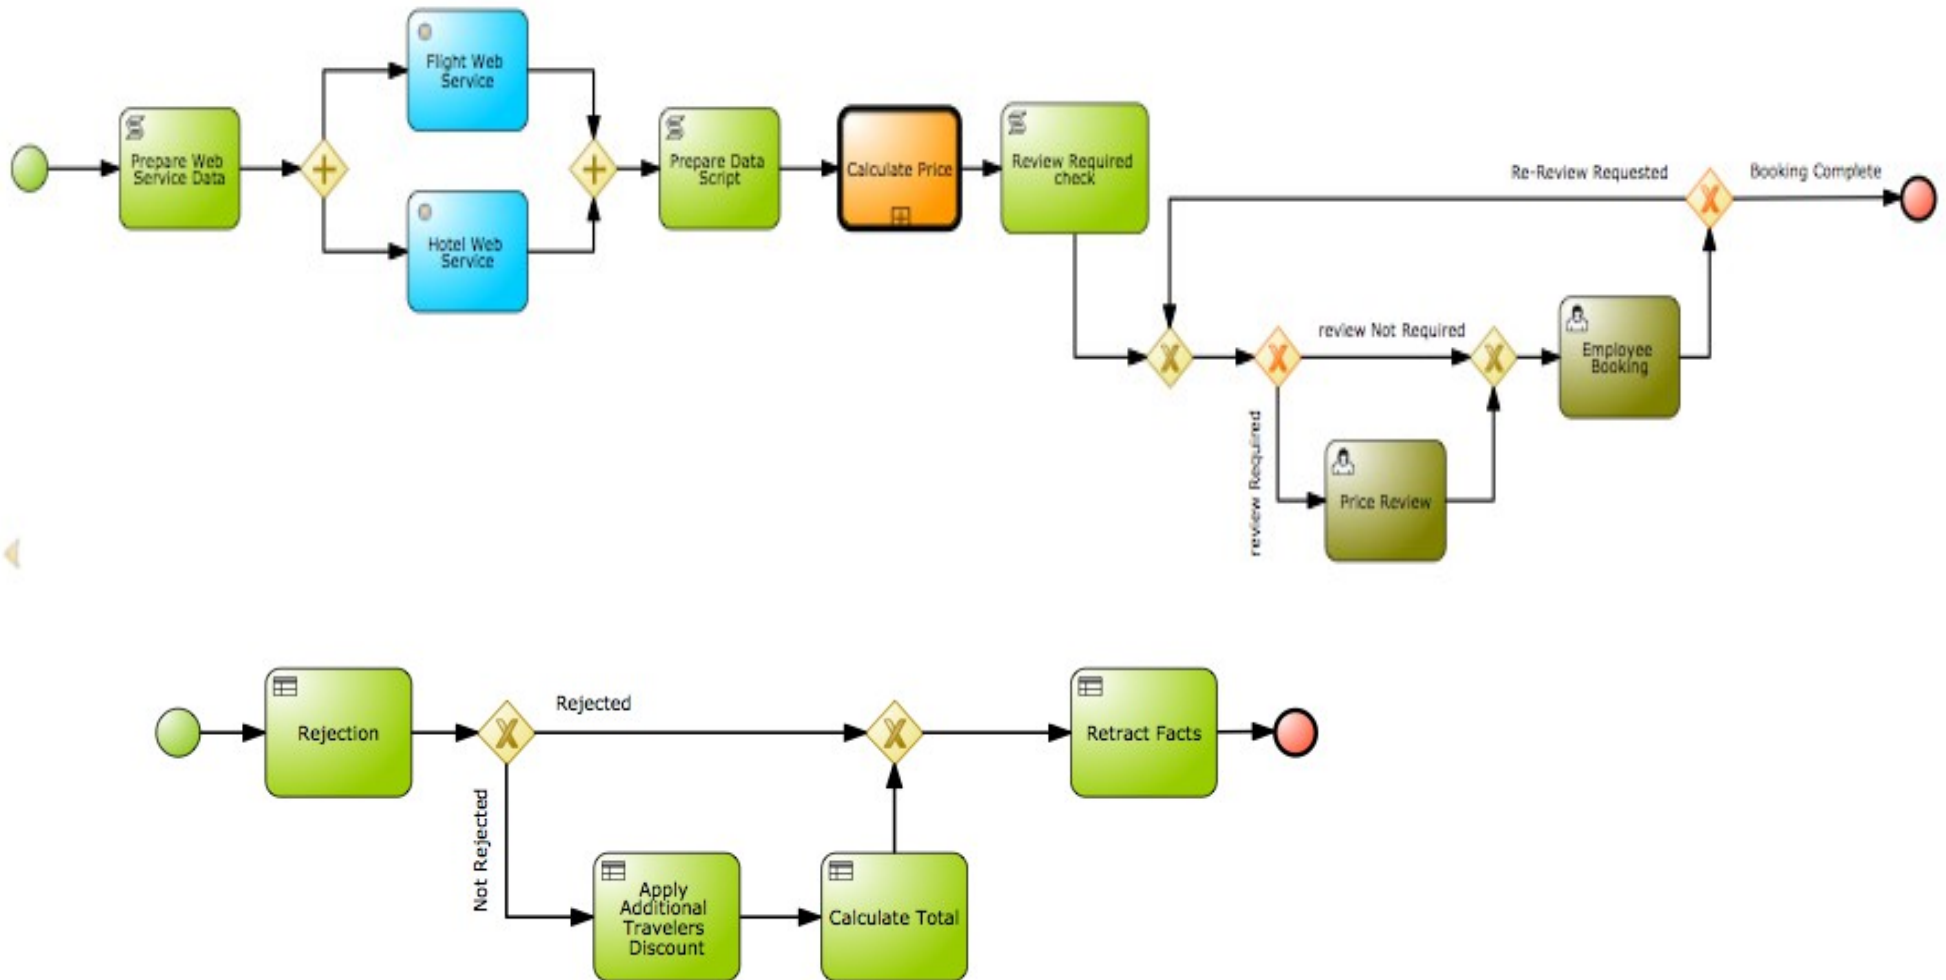 Flight Web
Service
Prepare Web
Service Data
Hotel Web
Service
Prepare Data
Script
Calculate Price
Review Required
check
Re-Review Requested
Booking Complete
review Not Required
Employee
Booking
review Required
Price Review
Rejection
Rejected
Not Rejected
Apply
Additional
Travelers
Discount
Calculate Total
Retract Facts